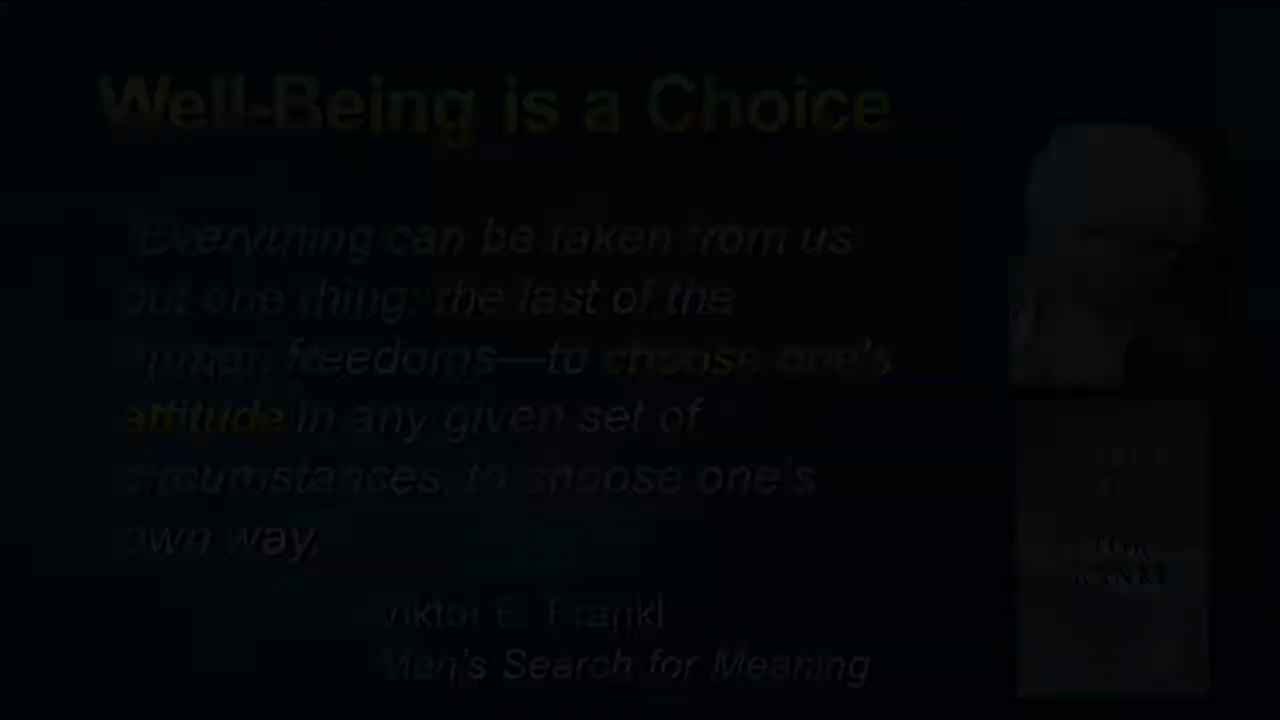 Well-Being is a Choice
"Everything can be taken from us
but one thing; the last of the
human freedoms—to choose one's
attitude in any given set of
circumstances, to choose one's
own way.
Viktor E. Frankl
Man's Search for Meaning